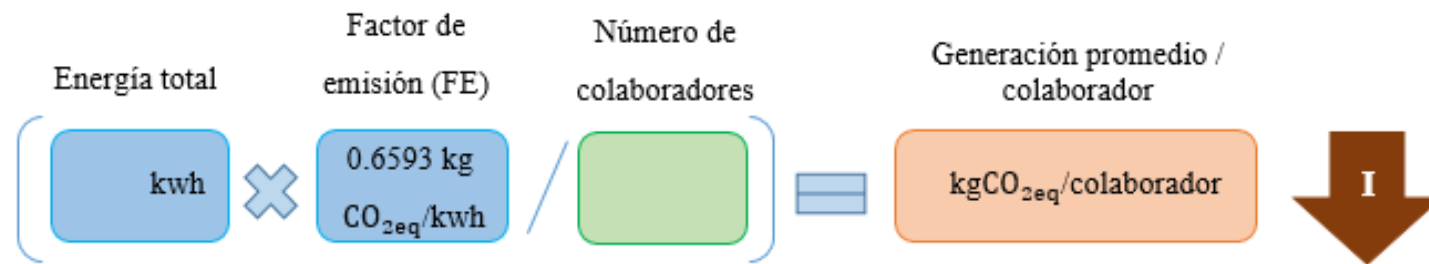 Energía total
kwh
Factor de
emisión (FE)
0.6593 kg
CO₂eq/kwh
Número de
colaboradores
Generación promedio /
colaborador
kgCO₂eq/colaborador
I